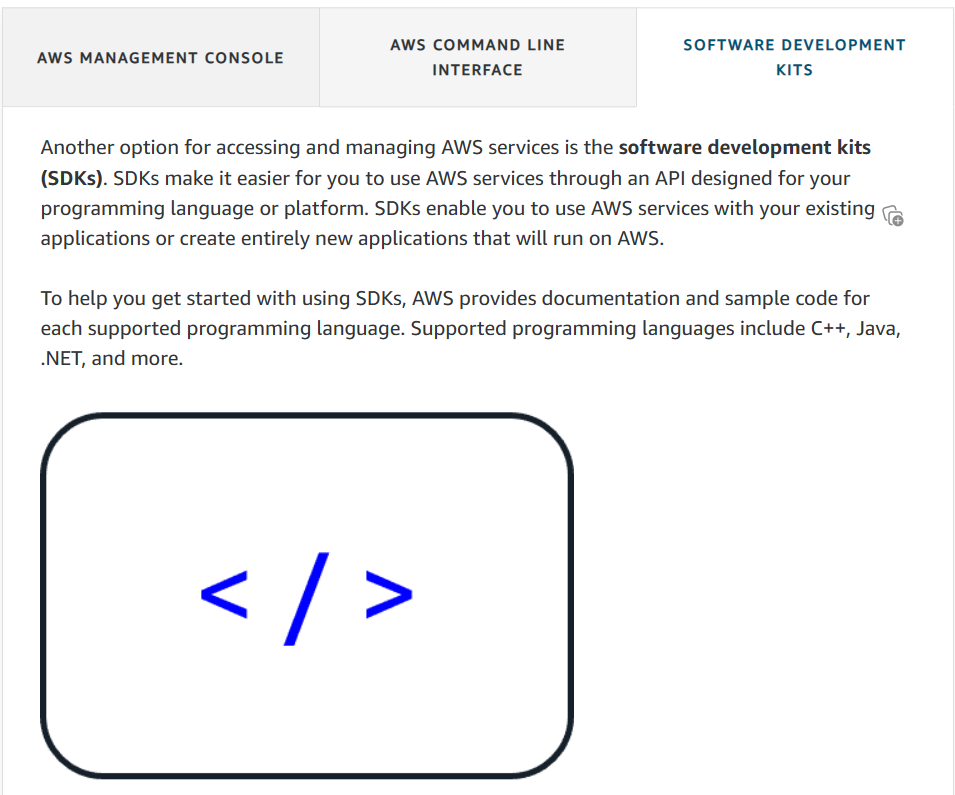 AWS MANAGEMENT CONSOLE
AWS COMMAND LINE
INTERFACE
SOFTWARE DEVELOPMENT
KITS
Another option for accessing and managing AWS services is the software development kits
(SDKs). SDKs make it easier for you to use AWS services through an API designed for your
programming language or platform. SDKs enable you to use AWS services with your existing
applications or create entirely new applications that will run on AWS.
To help you get started with using SDKs, AWS provides documentation and sample code for
each supported programming language. Supported programming languages include C++, Java,
.NET, and more.
< / >